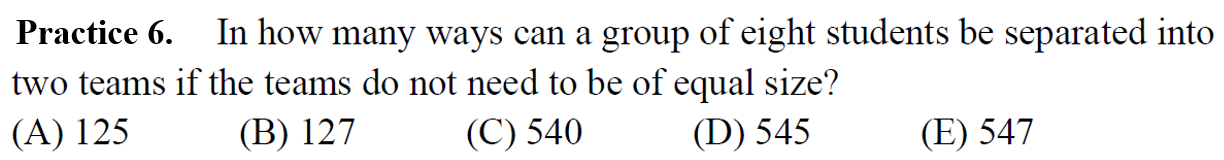 Practice 6. In how many ways can a group of eight students be separated into
two teams if the teams do not need to be of equal size?
(A) 125 (B) 127 (C) 540 (D) 545 (E) 547